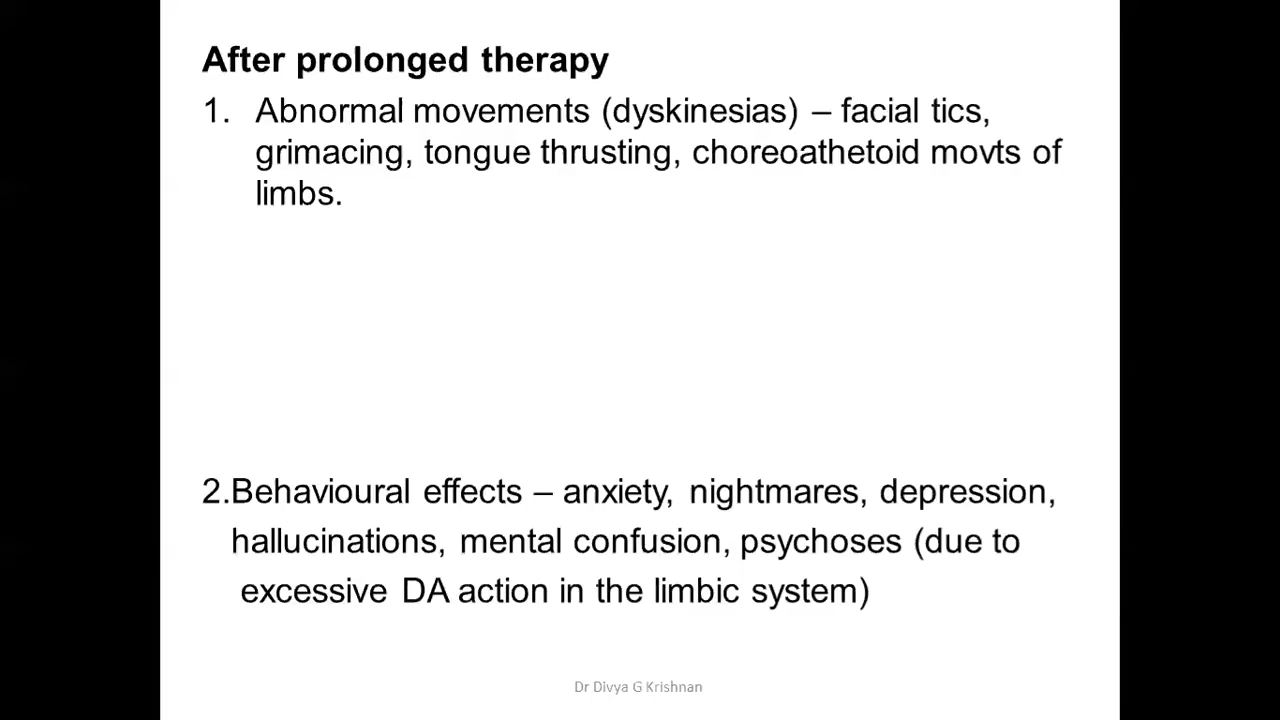 After prolonged therapy
1. Abnormal movements (dyskinesias) – facial tics,
grimacing, tongue thrusting, choreoathetoid movts of
limbs.
2.Behavioural effects – anxiety, nightmares, depression,
hallucinations, mental confusion, psychoses (due to
excessive DA action in the limbic system)
Dr Divya G Krishnan